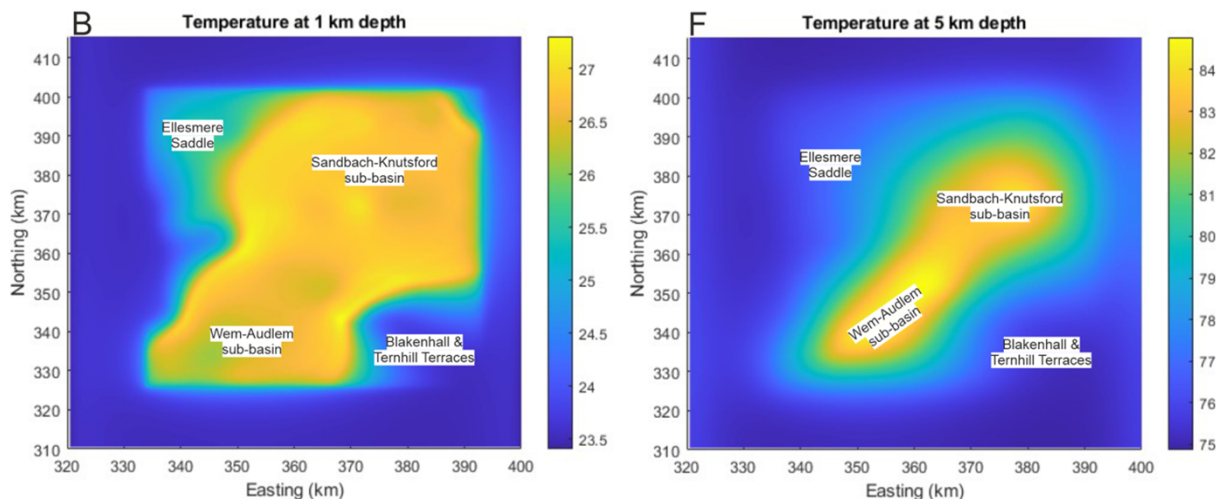 B
Temperature at 1 km depth
Northing (km)
410
400
390
380
370
360
350
340
330
320
310
Ellesmere
Saddle
Sandbach-Knutsford
sub-basin
Wem-Audlem
sub-basin
Blakenhall &
Ternhill Terraces
320
330
340
350
360
370
380
390
400
Easting (km)
27
26.5
26
25.5
25
24.5
24
23.5
F
Temperature at 5 km depth
Northing (km)
410
400
390
380
370
360
350
340
330
320
310
Ellesmere
Saddle
Sandbach-Knutsford
sub-basin
Wem-Audlem
sub-basin
Blakenhall &
Ternhill Terraces
320
330
340
350
360
370
380
390
400
Easting (km)
84
83
82
81
80
79
78
77
76
75